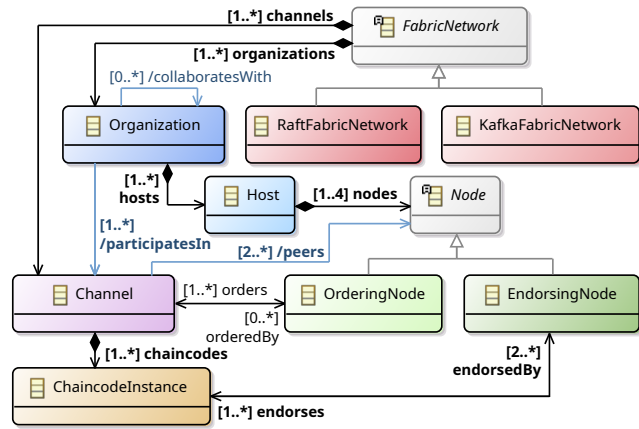 [1..*] channels
FabricNetwork
[1..*] organizations
[0..*] /collaboratesWith
Organization
RaftFabricNetwork
KafkaFabricNetwork
[1..*]
hosts
Host
[1..4] nodes
Node
[1..*]
/participatesIn
[2..*] /peers
Channel
[1..*] orders
OrderingNode
EndorsingNode
[0..*]
orderedBy
[1..*] chaincodes
[2..*]
endorsedBy
ChaincodeInstance
[1..*] endorses